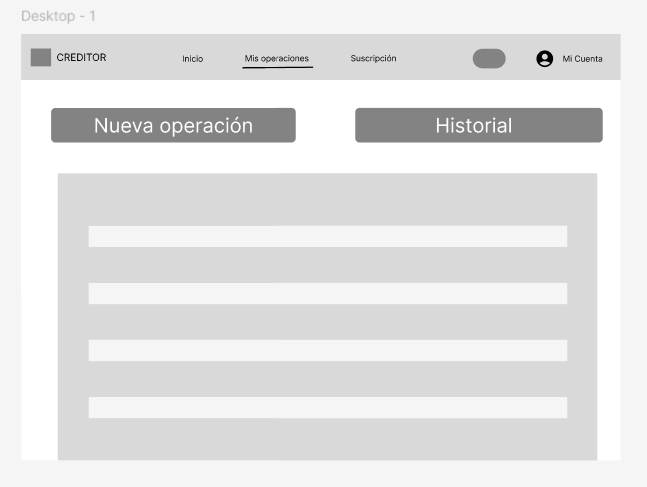 Desktop - 1
CREDITOR
Inicio
Mis operaciones
Suscripción
Mi Cuenta
Nueva operación
Historial